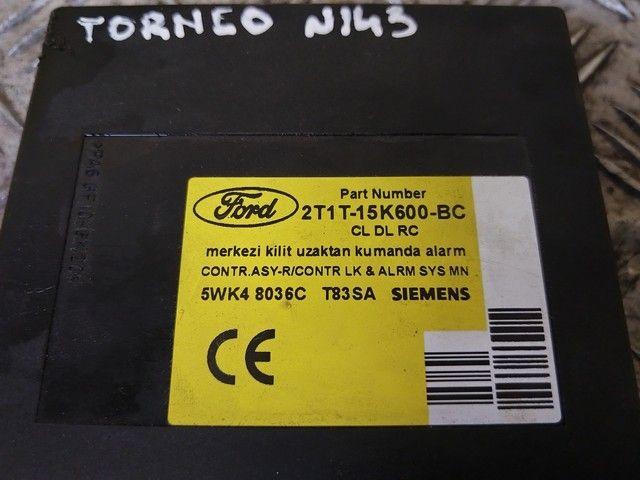 TORNEO N143
Ford
Part Number
2T1T-15K600-BC
CL DL RC
merkezi kilit uzaktan kumanda alarm
CONTR.ASY-R/CONTR LK & ALRM SYS MN
5WK4 8036C T83SA SIEMENS
CE